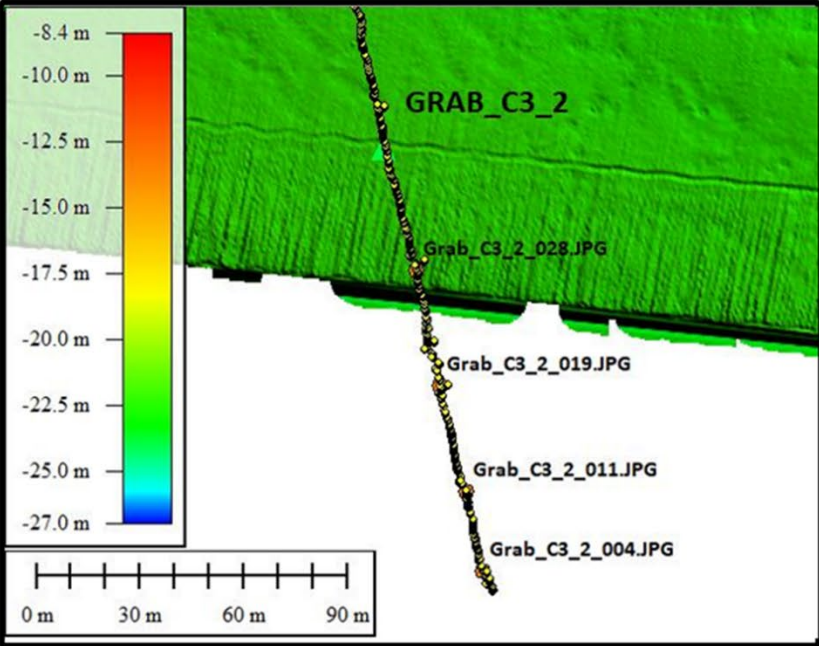 -8.4 m
-10.0 m
-12.5 m
-15.0 m
-17.5 m
-20.0 m
-22.5 m
-25.0 m
-27.0 m
GRAB_C3_2
Grab_C3_2_028.JPG
Grab_C3_2_019.JPG
Grab_C3_2_011.JPG
Grab_C3_2_004.JPG
0 m 30 m 60 m 90 m